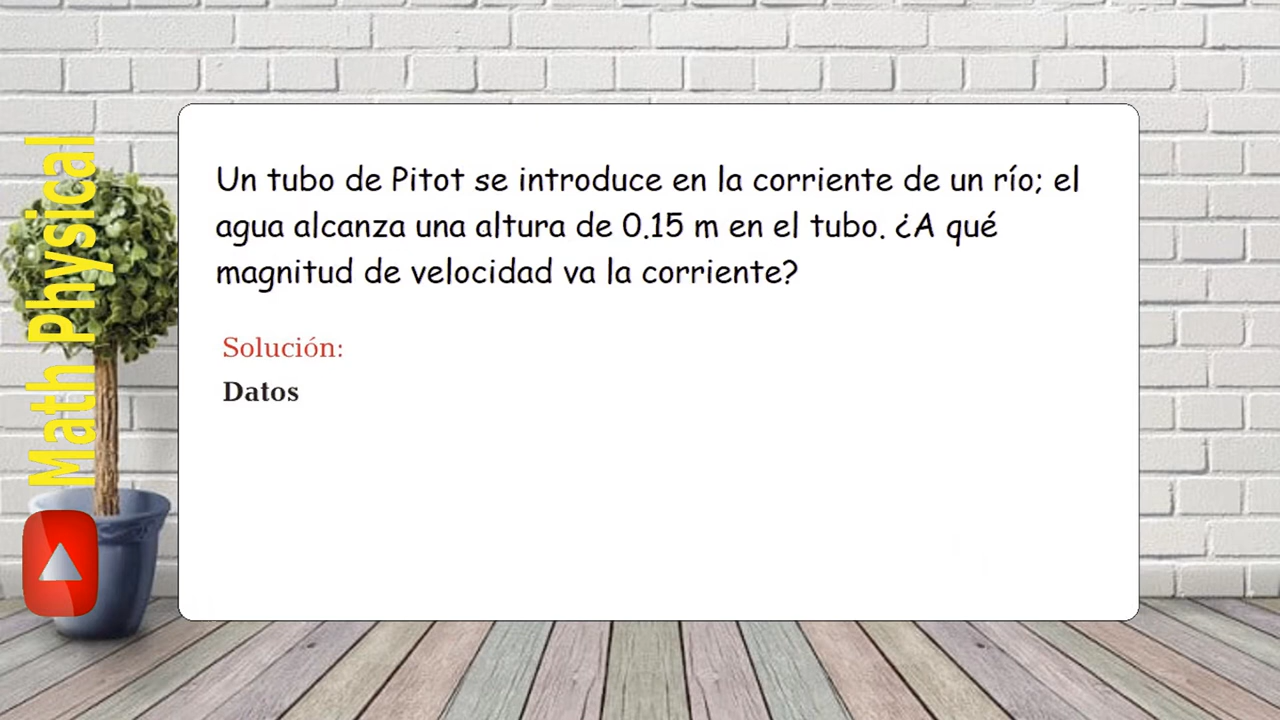 Math Physical
Un tubo de Pitot se introduce en la corriente de un río; el
agua alcanza una altura de 0.15 m en el tubo. ¿A qué
magnitud de velocidad va la corriente?
Solución:
Datos